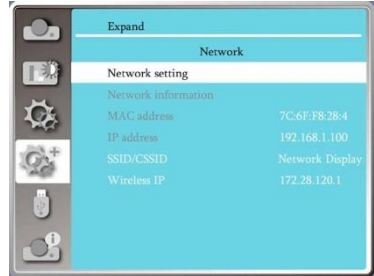 Expand
Network
Network setting
Network information
MAC address 7C:6F:F8:28:4
IP address 192.168.1.100
SSID/CSSID Network Display
Wireless IP 172.28.120.1